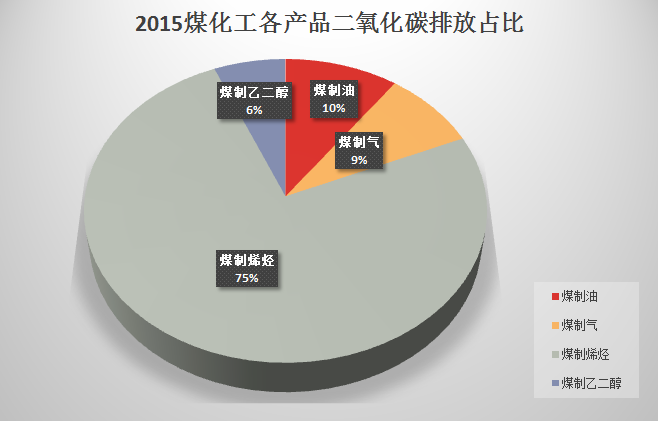 2015煤化工各产品二氧化碳排放占比
煤制乙二醇
6%
煤制油
10%
煤制气
9%
煤制烯烃
75%
煤制油
煤制气
煤制烯烃
煤制乙二醇